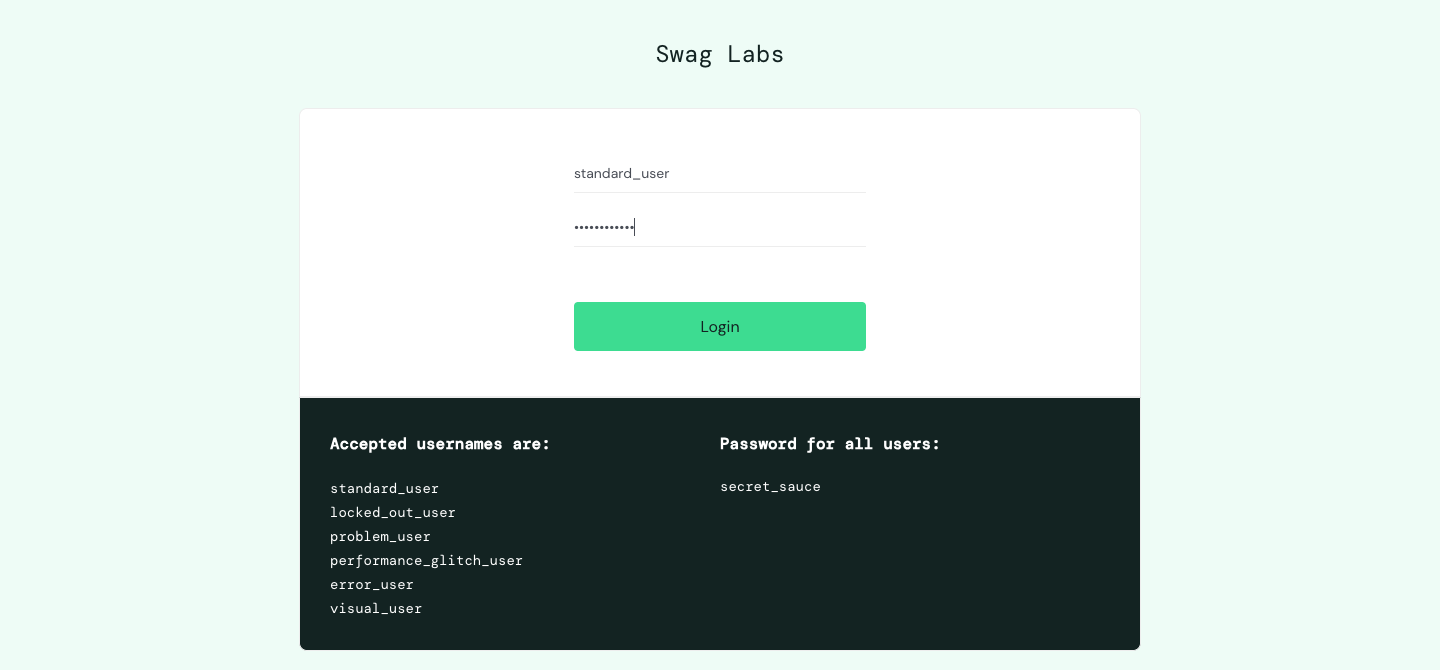 Swag Labs
standard_user
••••••••••••
Login
Accepted usernames are:
standard_user
locked_out_user
problem_user
performance_glitch_user
error_user
visual_user
Password for all users:
secret_sauce